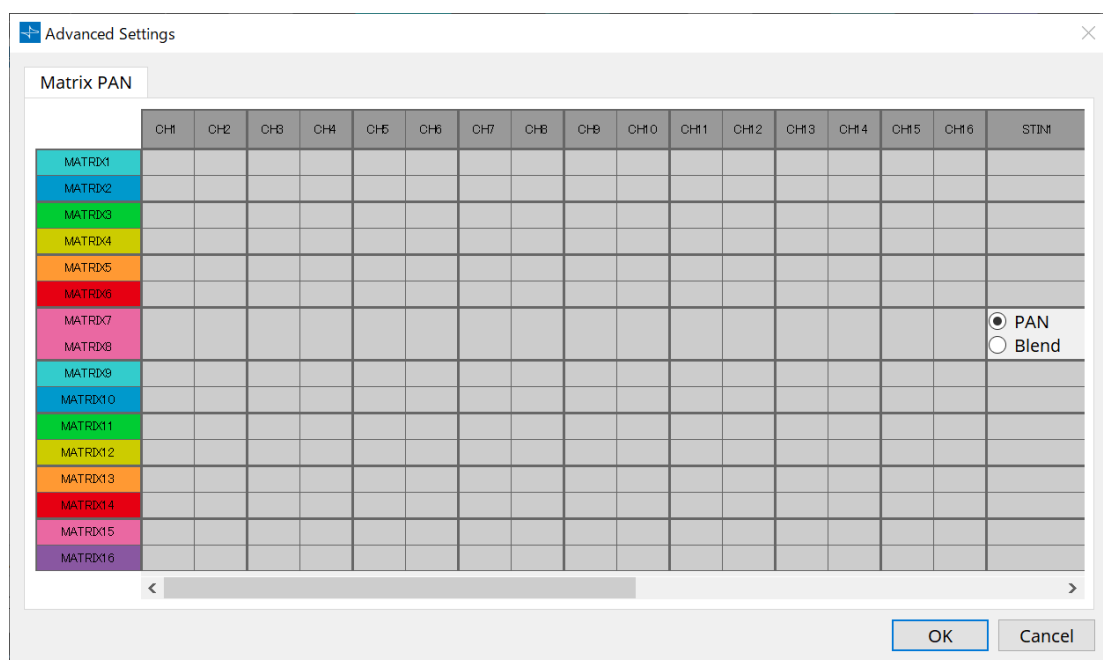 Advanced Settings
Matrix PAN
CH1 CH2 CH3 CH4 CH5 CH6 CH7 CH8 CH9 CH10 CH11 CH12 CH13 CH14 CH15 CH16 STIN1
MATRIX1
MATRIX2
MATRIX3
MATRIX4
MATRIX5
MATRIX6
MATRIX7 PAN
MATRIX8 Blend
MATRIX9
MATRIX10
MATRIX11
MATRIX12
MATRIX13
MATRIX14
MATRIX15
MATRIX16
OK Cancel